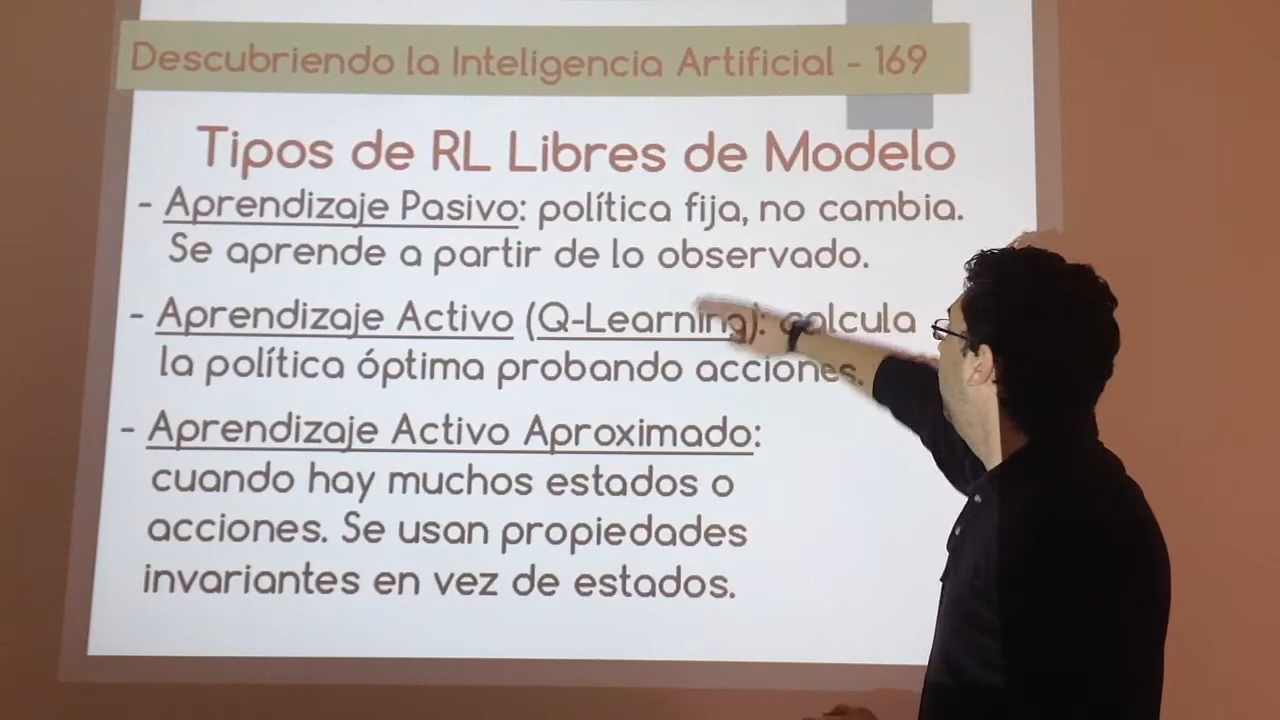 Descubriendo la Inteligencia Artificial - 169
Tipos de RL Libres de Modelo
- Aprendizaje Pasivo: política fija, no cambia.
Se aprende a partir de lo observado.
- Aprendizaje Activo (Q-Learning): calcula
la política óptima probando acciones.
- Aprendizaje Activo Aproximado:
cuando hay muchos estados o
acciones. Se usan propiedades
invariantes en vez de estados.